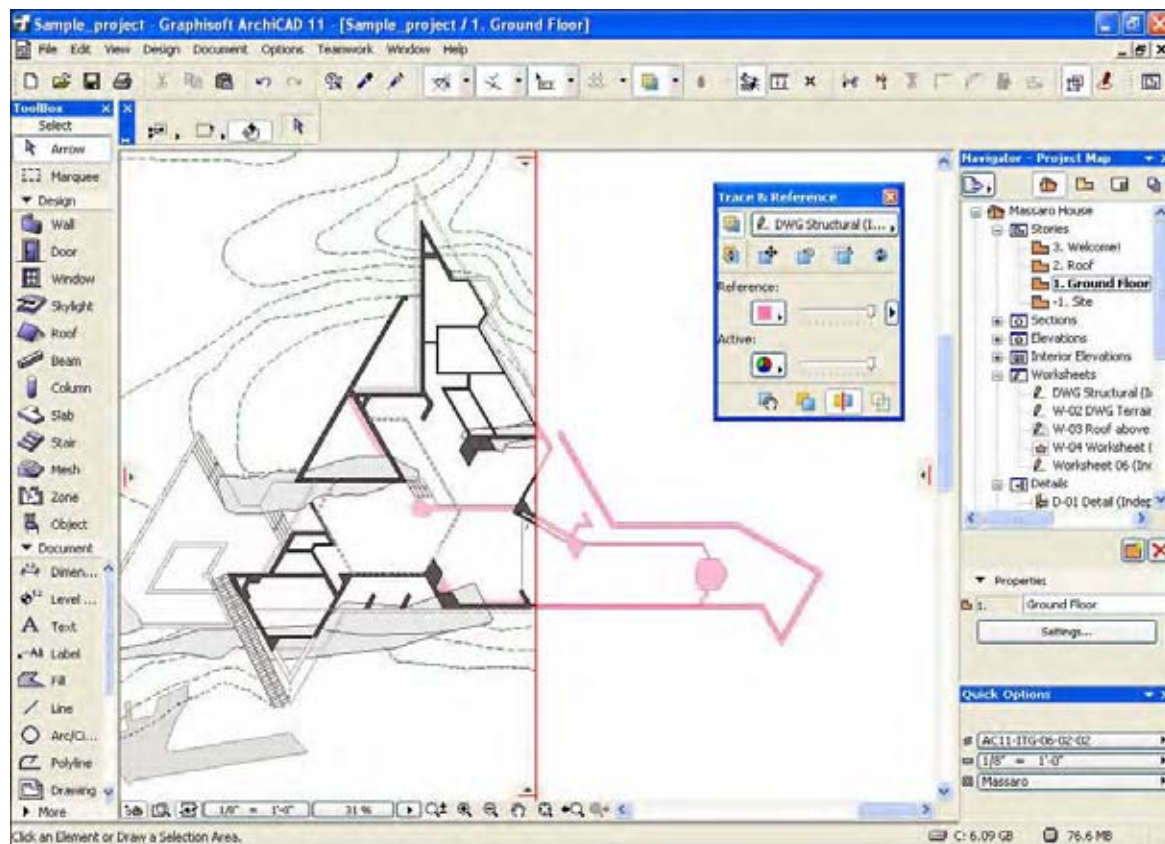 Sample_project - Graphisoft ArchiCAD 11 - [Sample_project / 1. Ground Floor]
File Edit View Design Document Options Teamwork Window Help
ToolBox
Select
Arrow
Marquee
Design
Wall
Door
Window
Skylight
Roof
Beam
Column
Slab
Stair
Mesh
Zone
Object
Document
Dimen...
Level ...
A Text
A1 Label
Fill
Line
Arc/Ci...
Polyline
Drawing
More
Trace & Reference
DWG Structural (I...
Reference:
Active:
Navigator - Project Map
Massaro House
Stories
3. Welcome!
2. Roof
1. Ground Floor
-1. Site
Sections
Elevations
Interior Elevations
Worksheets
DWG Structural (I
W-02 DWG Terrain
W-03 Roof above
W-04 Worksheet (
Worksheet 06 (In
Details
D-01 Detail (Indep
Properties
1. Ground Floor
Settings...
Quick Options
AC11-ITG-06-02-02
1/8" = 1'-0"
Massaro
1/8" = 1'-0" 31 %
Click an Element or Draw a Selection Area.
C: 6.09 GB 76.6 MB